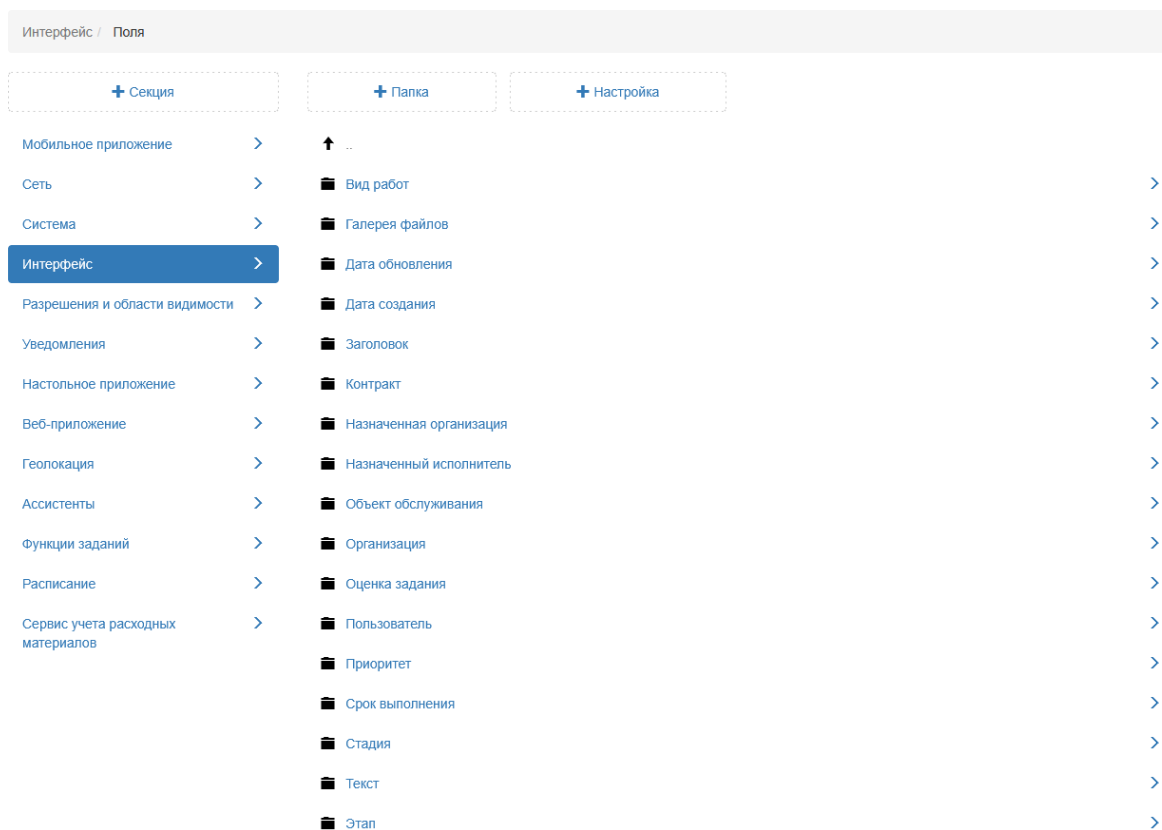 Интерфейс / Поля
+ Секция
+ Папка
+ Настройка
Мобильное приложение
Сеть
Система
Интерфейс
Разрешения и области видимости
Уведомления
Настольное приложение
Веб-приложение
Геолокация
Ассистенты
Функции заданий
Расписание
Сервис учета расходных
материалов
..
Вид работ
Галерея файлов
Дата обновления
Дата создания
Заголовок
Контракт
Назначенная организация
Назначенный исполнитель
Объект обслуживания
Организация
Оценка задания
Пользователь
Приоритет
Срок выполнения
Стадия
Текст
Этап